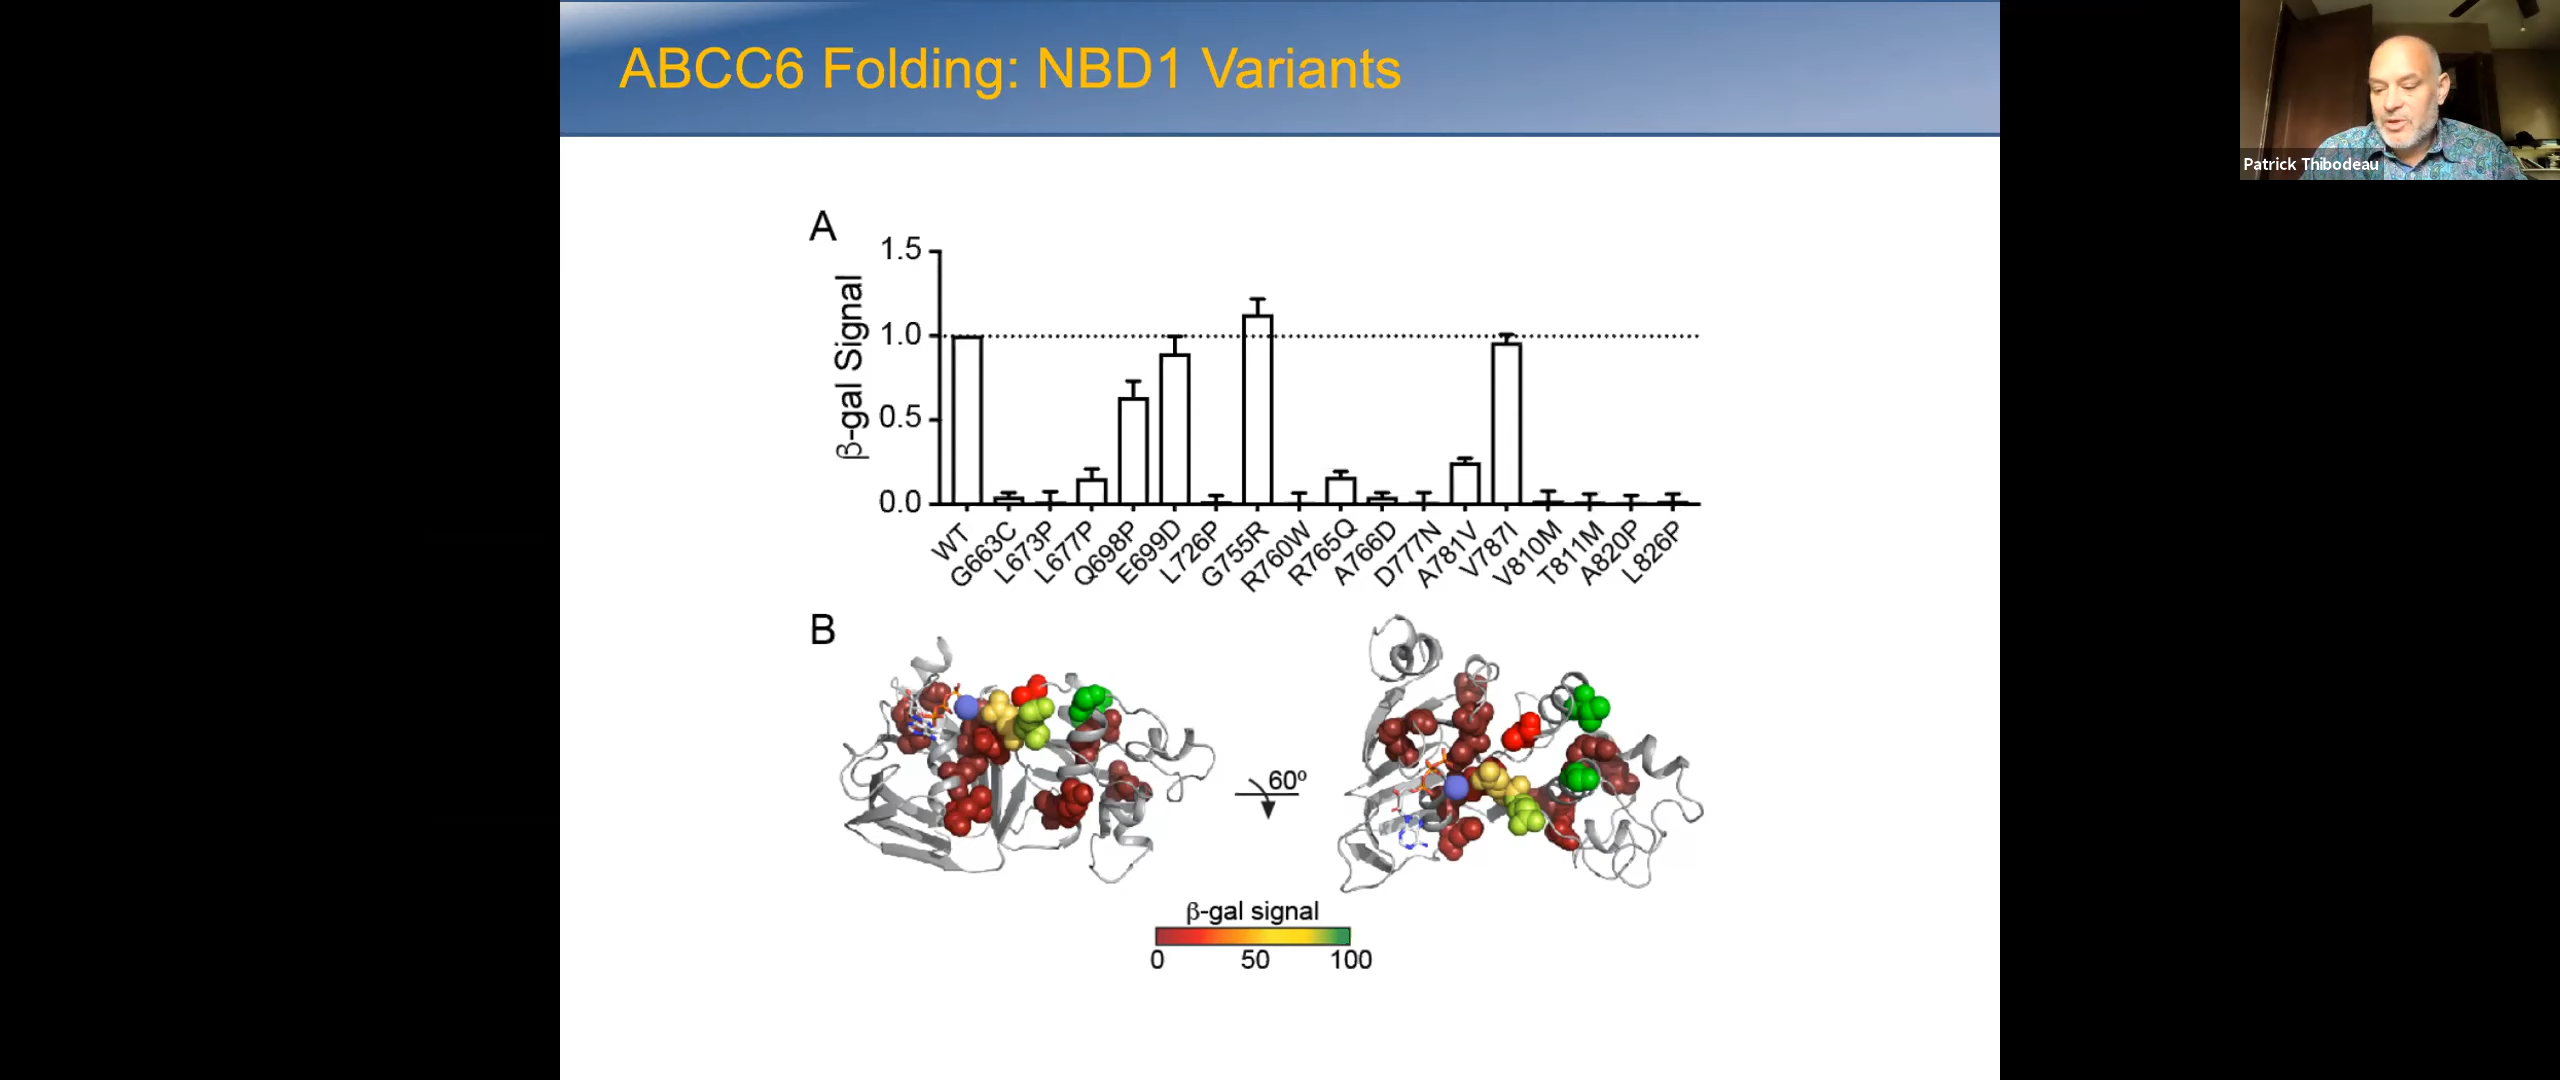 ABCC6 Folding: NBD1 Variants
Patrick Thibodeau
A
β-gal Signal
1.5
1.0
0.5
0.0
WT
G663C
L673P
L677P
Q698P
E699D
L726P
G755R
R760W
R765Q
A766D
D777N
A781V
V787I
V810M
T811M
A820P
L826P
B
60º
β-gal signal
0 50 100